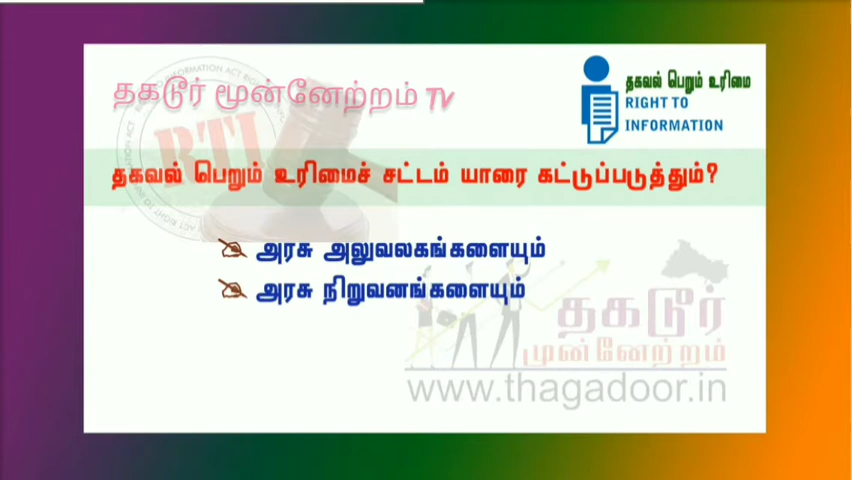 தகடூர் மூன்னேற்றம் TV
தகவல் பெறும் உரிமை
RIGHT TO
INFORMATION
RTI
தகவல் பெறும் உரிமைச் சட்டம் யாரை கட்டுப்படுத்தும்?
அரசு அலுவலகங்களையும்
அரசு நிறுவனங்களையும்
தகடூர்
முன்னேற்றம்
www.thagadoor.in